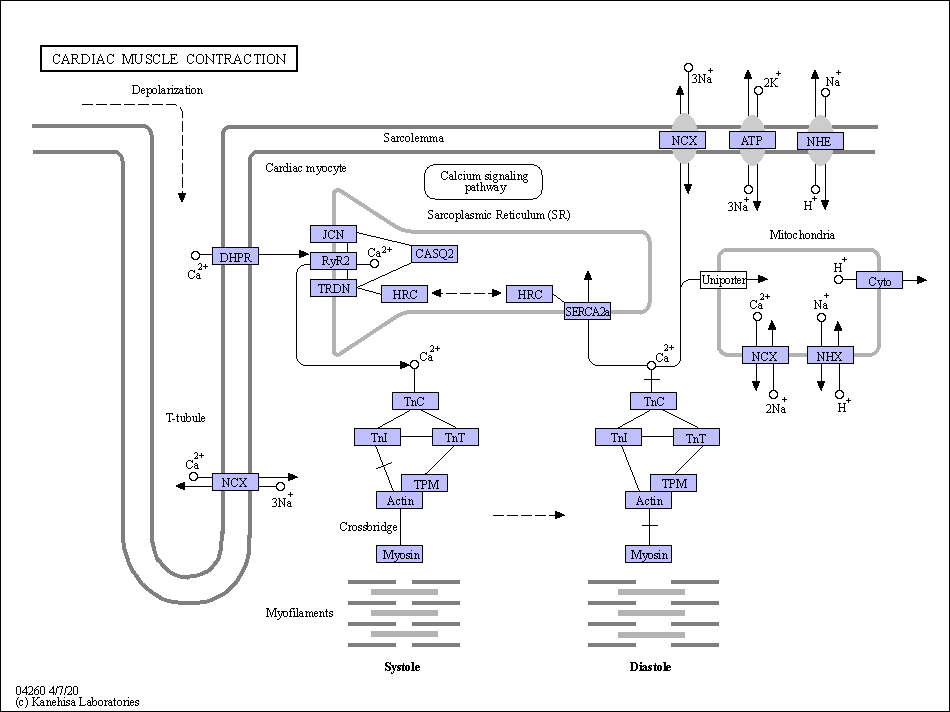 CARDIAC MUSCLE CONTRACTION
Depolarization
3Na+
2K+
Na+
Sarcolemma
NCX
ATP
NHE
Cardiac myocyte
Calcium signaling
pathway
3Na+
H+
Sarcoplasmic Reticulum (SR)
JCN
Mitochondria
DHPR
Ca2+
RyR2
Ca2+
CASQ2
TRDN
HRC
HRC
SERCA2a
Uniporter
H+
Cyto
Ca2+
Na+
NCX
NHX
2Na+
H+
Ca2+
Ca2+
TnC
TnC
TnI
TnT
TnI
TnT
T-tubule
Ca2+
NCX
3Na+
TPM
Actin
TPM
Actin
Crossbridge
Myosin
Myosin
Myofilaments
Systole
Diastole
04260 4/7/20
(c) Kanehisa Laboratories